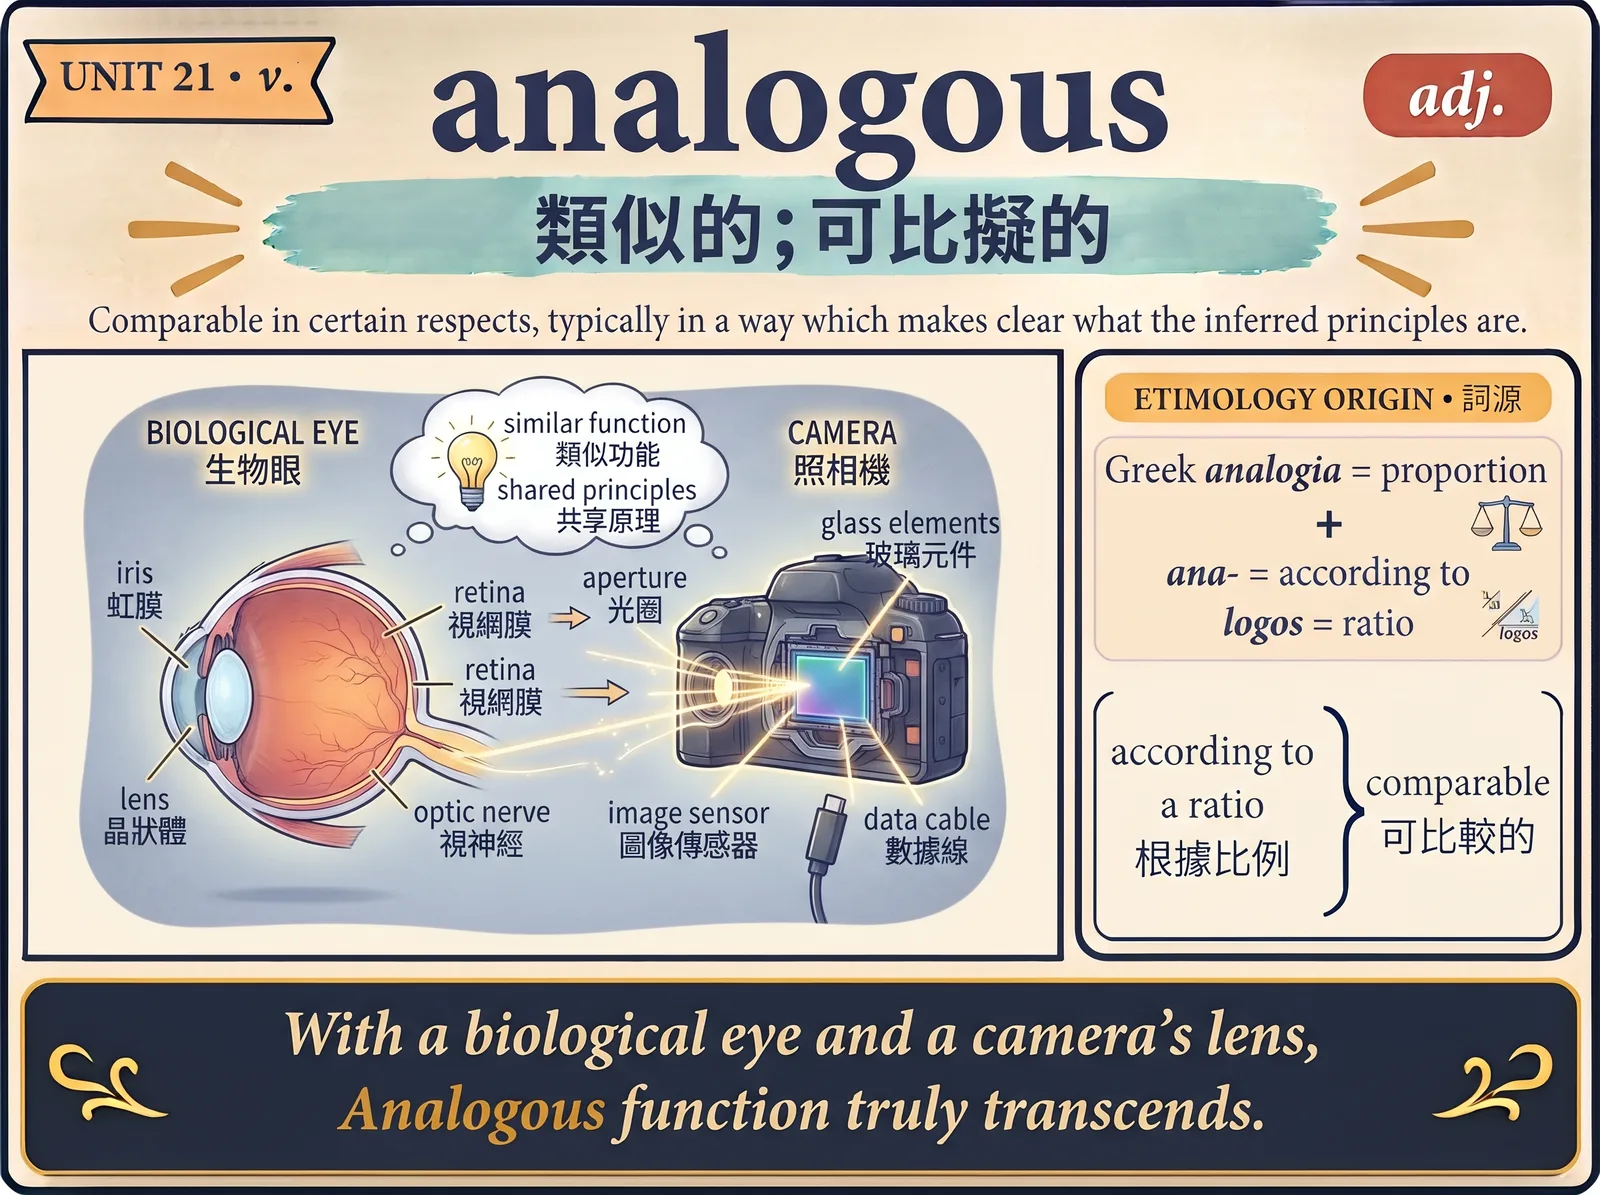 UNIT 21 • v.
analogous
adj.
類似的；可比擬的
Comparable in certain respects, typically in a way which makes clear what the inferred principles are.
BIOLOGICAL EYE
生物眼
similar function
類似功能
shared principles
共享原理
CAMERA
照相機
glass elements
玻璃元件
iris
虹膜
retina
視網膜
aperture
光圈
retina
視網膜
lens
晶狀體
optic nerve
視神經
image sensor
圖像傳感器
data cable
數據線
ETIMOLOGY ORIGIN • 詞源
Greek analogia = proportion
+
ana- = according to
logos = ratio
logos
according to
a ratio
根據比例
comparable
可比較的
With a biological eye and a camera's lens,
Analogous function truly transcends.